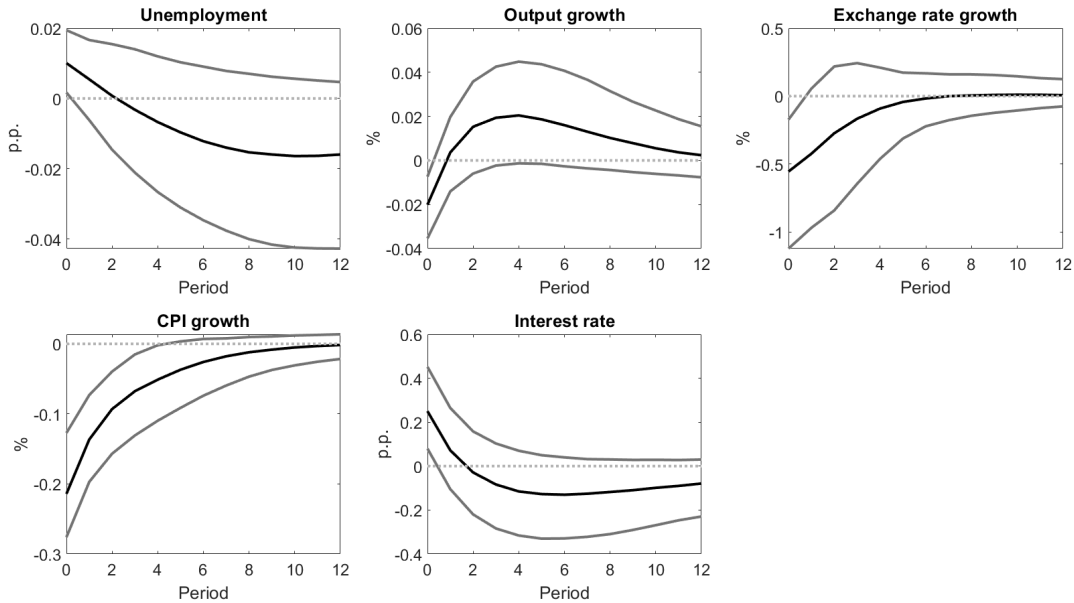 Unemployment
0.02
0
-0.02
-0.04
p.p.
0 2 4 6 8 10 12
Period
Output growth
0.06
0.04
0.02
0
-0.02
-0.04
%
0 2 4 6 8 10 12
Period
Exchange rate growth
0.5
0
-0.5
-1
%
0 2 4 6 8 10 12
Period
CPI growth
0
-0.1
-0.2
-0.3
%
0 2 4 6 8 10 12
Period
Interest rate
0.6
0.4
0.2
0
-0.2
-0.4
p.p.
0 2 4 6 8 10 12
Period